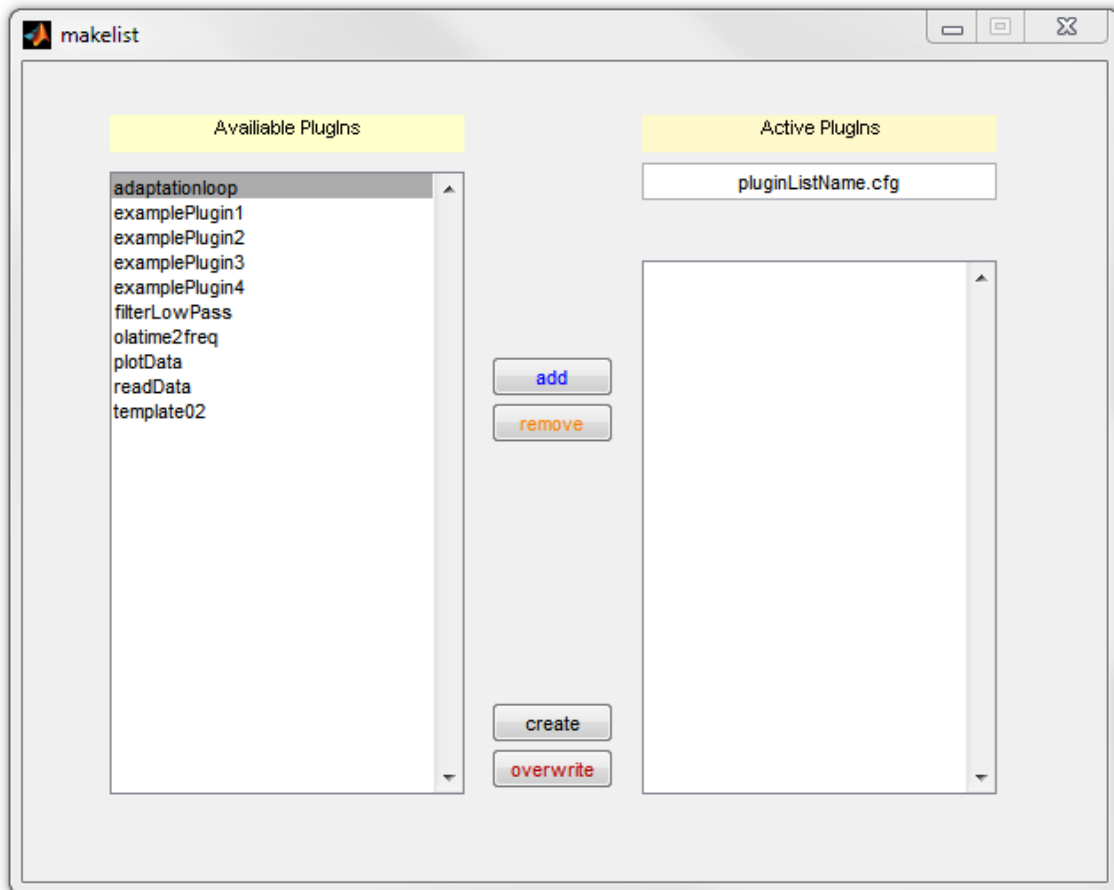 makelist
Availiable PlugIns
adaptationloop
examplePlugin1
examplePlugin2
examplePlugin3
examplePlugin4
filterLowPass
olatime2freq
plotData
readData
template02
add
remove
create
overwrite
Active PlugIns
pluginListName.cfg